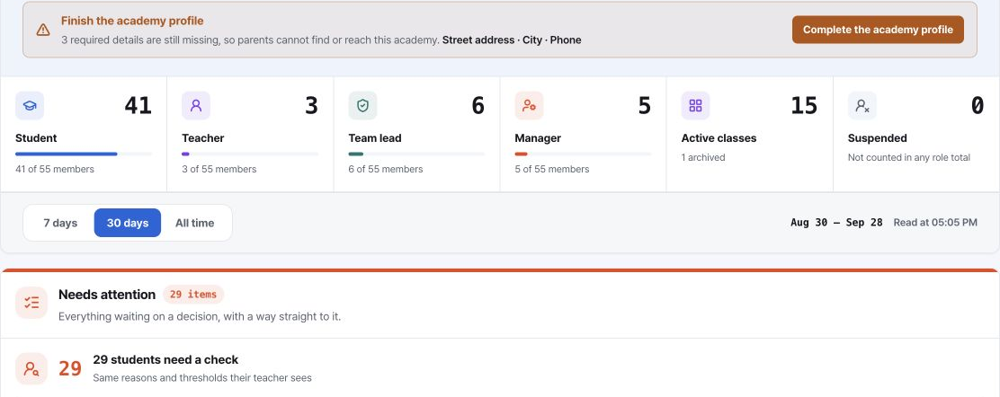 Finish the academy profile
3 required details are still missing, so parents cannot find or reach this academy. Street address · City · Phone
Complete the academy profile
41
Student
41 of 55 members
3
Teacher
3 of 55 members
6
Team lead
6 of 55 members
5
Manager
5 of 55 members
15
Active classes
1 archived
0
Suspended
Not counted in any role total
7 days
30 days
All time
Aug 30 – Sep 28 Read at 05:05 PM
Needs attention 29 items
Everything waiting on a decision, with a way straight to it.
29
29 students need a check
Same reasons and thresholds their teacher sees